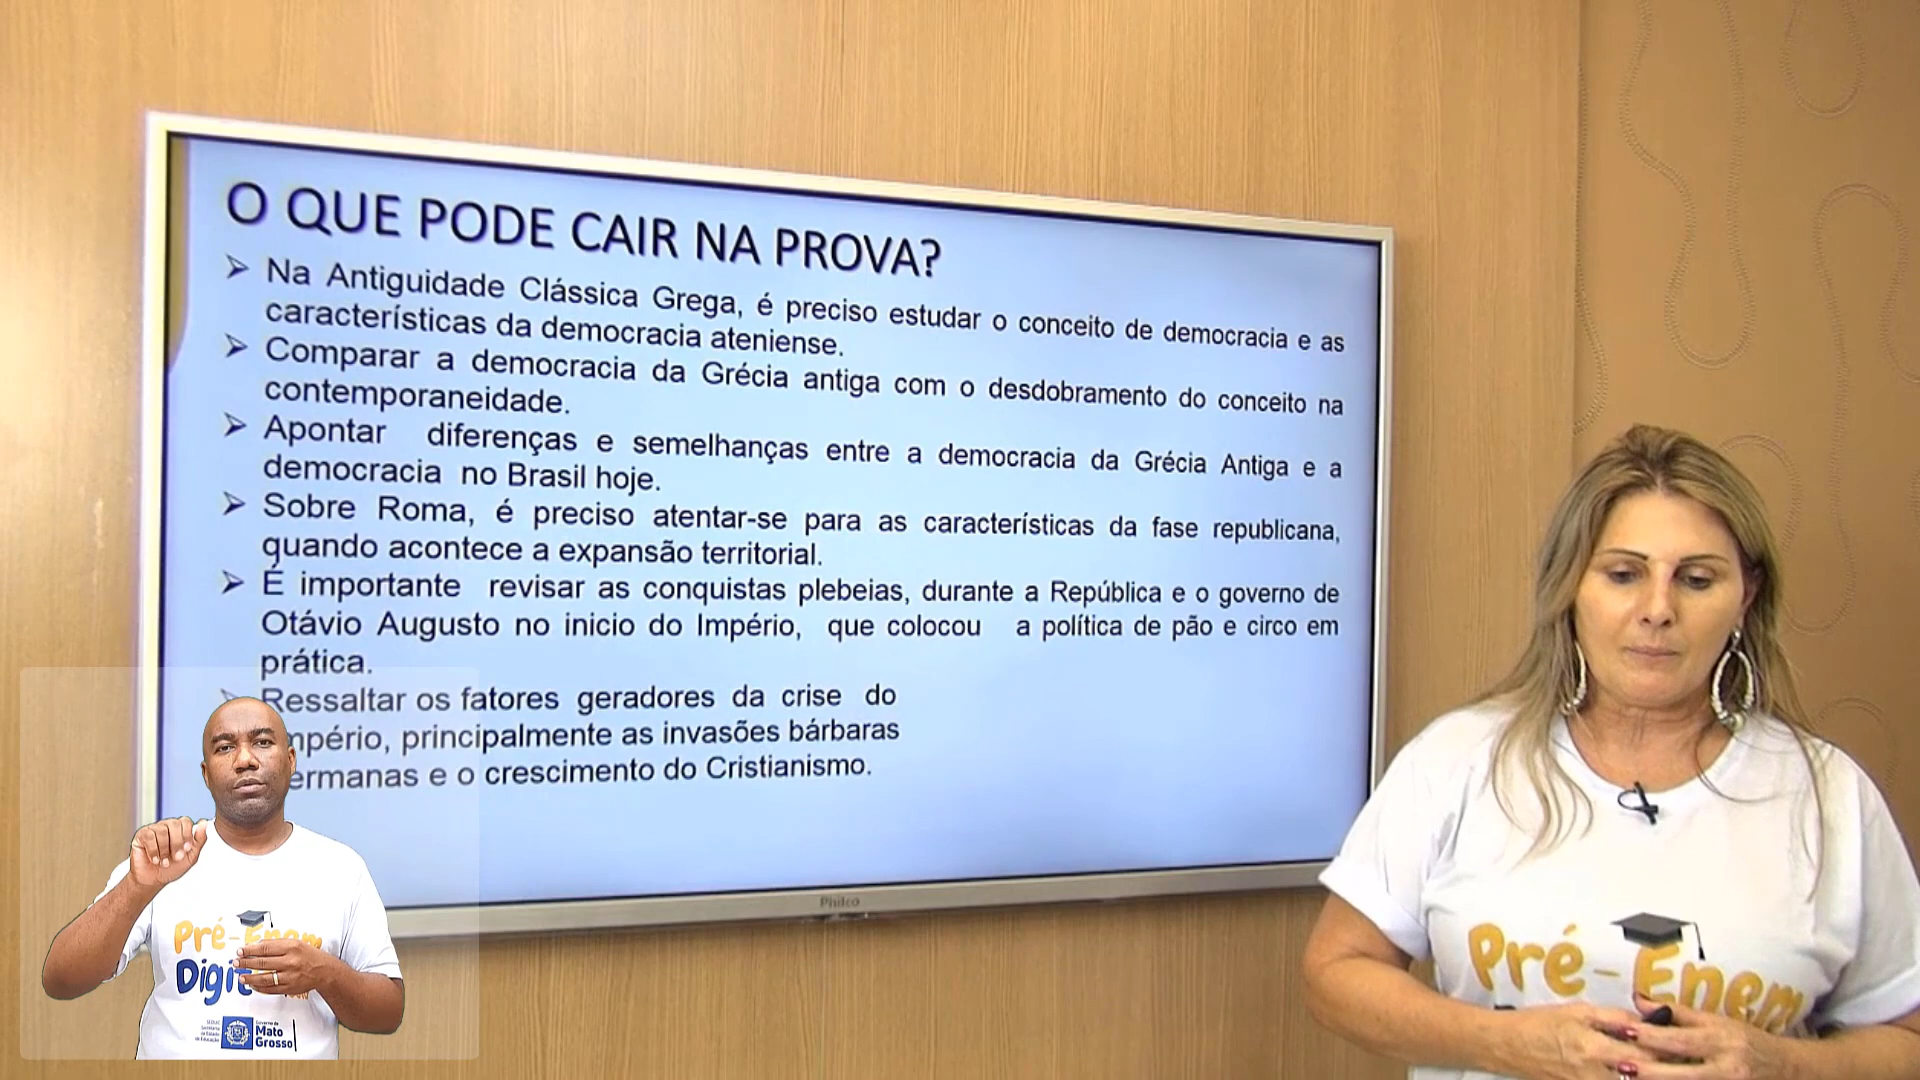 O QUE PODE CAIR NA PROVA?
➢ Na Antiguidade Clássica Grega, é preciso estudar o conceito de democracia e as
características da democracia ateniense.
➢ Comparar a democracia da Grécia antiga com o desdobramento do conceito na
contemporaneidade.
➢ Apontar diferenças e semelhanças entre a democracia da Grécia Antiga e a
democracia no Brasil hoje.
➢ Sobre Roma, é preciso atentar-se para as características da fase republicana,
quando acontece a expansão territorial.
➢ É importante revisar as conquistas plebeias, durante a República e o governo de
Otávio Augusto no inicio do Império, que colocou a política de pão e circo em
prática.
Ressaltar os fatores geradores da crise do
mpério, principalmente as invasões bárbaras
ermanas e o crescimento do Cristianismo.
Philco
Pré-Enem
Digit
Mato
Grosso
Pré-Enem